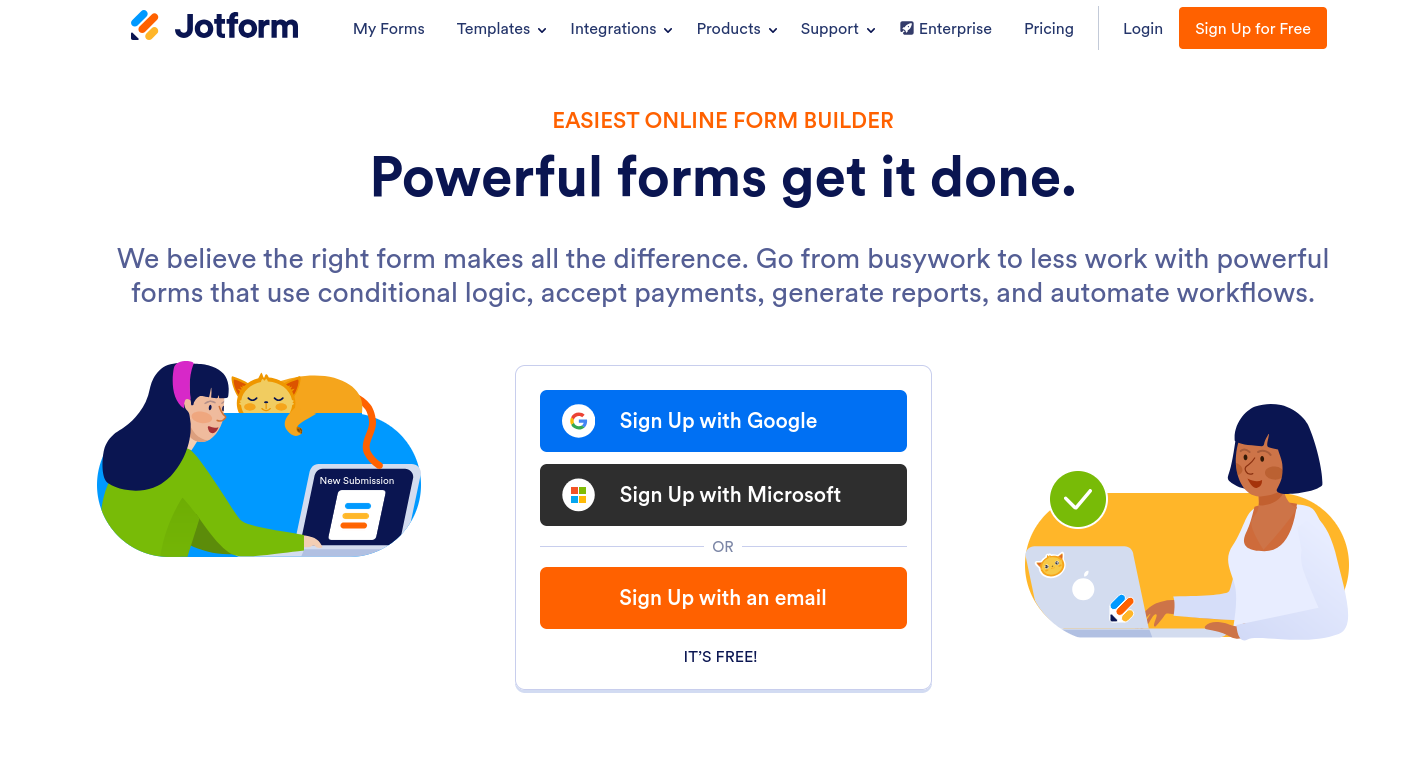 Jotform My Forms Templates Integrations Products Support Enterprise Pricing Login Sign Up for Free
EASIEST ONLINE FORM BUILDER
Powerful forms get it done.
We believe the right form makes all the difference. Go from busywork to less work with powerful
forms that use conditional logic, accept payments, generate reports, and automate workflows.
New Submission
Sign Up with Google
Sign Up with Microsoft
OR
Sign Up with an email
IT’S FREE!